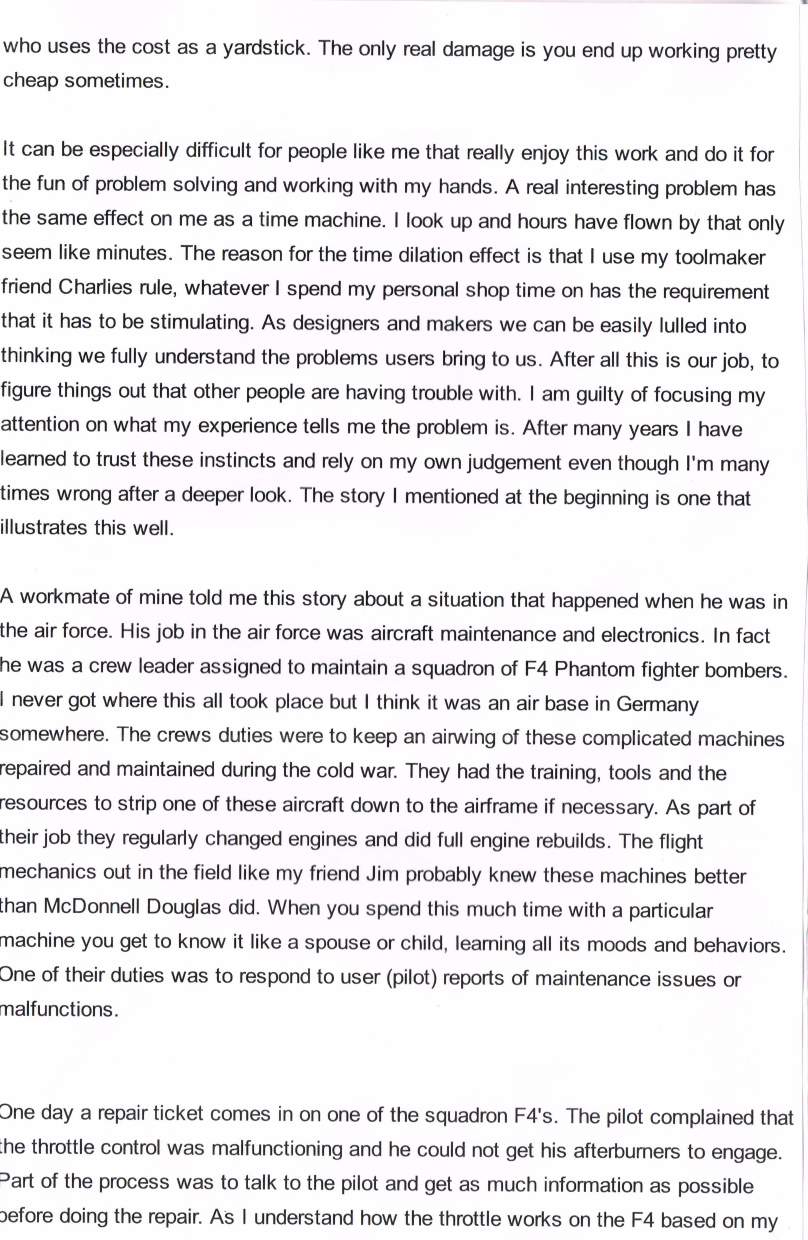 who uses the cost as a yardstick. The only real damage is you end up working pretty
cheap sometimes.
It can be especially difficult for people like me that really enjoy this work and do it for
the fun of problem solving and working with my hands. A real interesting problem has
the same effect on me as a time machine. I look up and hours have flown by that only
seem like minutes. The reason for the time dilation effect is that I use my toolmaker
friend Charlies rule, whatever I spend my personal shop time on has the requirement
that it has to be stimulating. As designers and makers we can be easily lulled into
thinking we fully understand the problems users bring to us. After all this is our job, to
figure things out that other people are having trouble with. I am guilty of focusing my
attention on what my experience tells me the problem is. After many years I have
learned to trust these instincts and rely on my own judgement even though I'm many
times wrong after a deeper look. The story I mentioned at the beginning is one that
illustrates this well.
A workmate of mine told me this story about a situation that happened when he was in
the air force. His job in the air force was aircraft maintenance and electronics. In fact
he was a crew leader assigned to maintain a squadron of F4 Phantom fighter bombers.
I never got where this all took place but I think it was an air base in Germany
somewhere. The crews duties were to keep an airwing of these complicated machines
repaired and maintained during the cold war. They had the training, tools and the
resources to strip one of these aircraft down to the airframe if necessary. As part of
their job they regularly changed engines and did full engine rebuilds. The flight
mechanics out in the field like my friend Jim probably knew these machines better
than McDonnell Douglas did. When you spend this much time with a particular
machine you get to know it like a spouse or child, learning all its moods and behaviors.
One of their duties was to respond to user (pilot) reports of maintenance issues or
malfunctions.
One day a repair ticket comes in on one of the squadron F4's. The pilot complained that
the throttle control was malfunctioning and he could not get his afterburners to engage.
Part of the process was to talk to the pilot and get as much information as possible
before doing the repair. As I understand how the throttle works on the F4 based on my